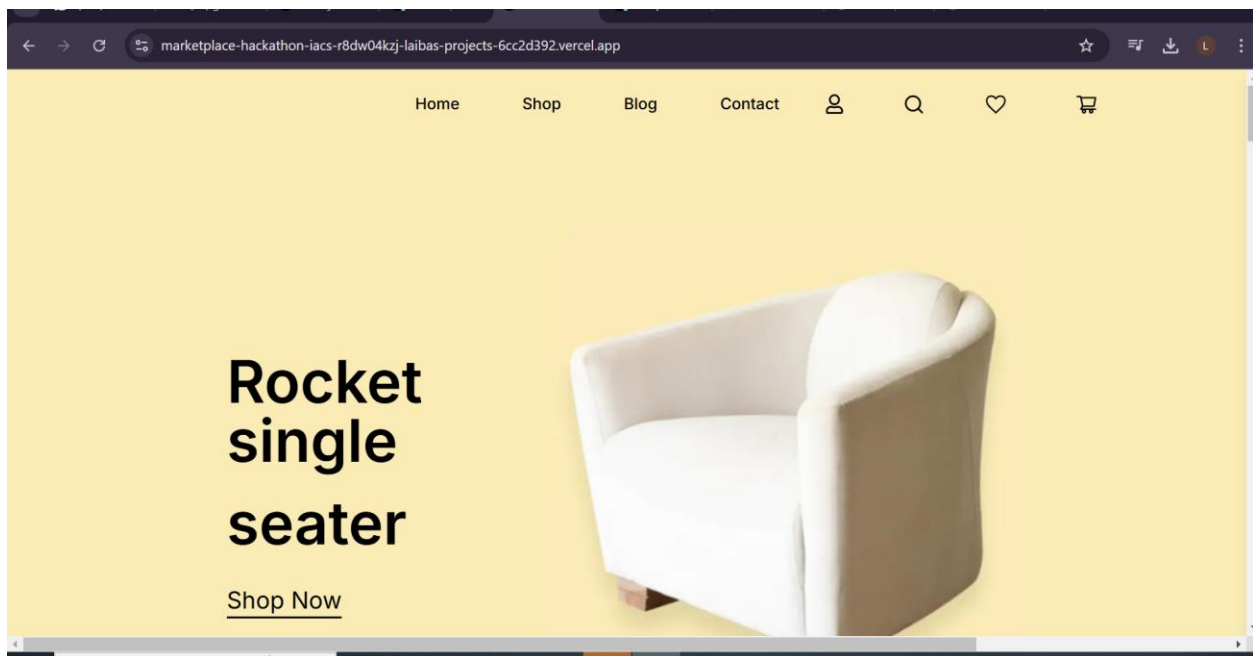 marketplace-hackathon-iacs-r8dw04kzj-laibas-projects-6cc2d392.vercel.app
L
Home Shop Blog Contact
Rocket
single
seater
Shop Now